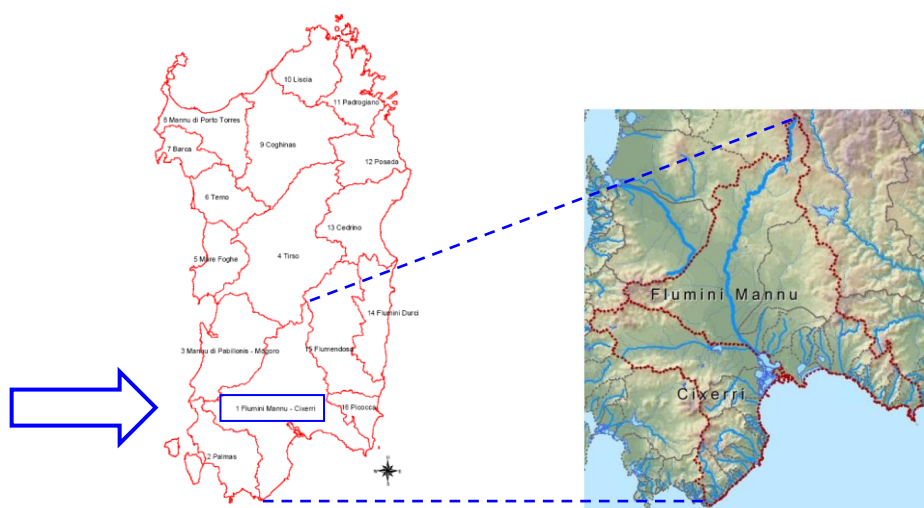 10 Liscia
11 Padrogiano
8 Mannu di Porto Torres
9 Coghinas
7 Barca
12 Posada
6 Temo
13 Cedrino
5 Mare Foghe
4 Tirso
14 Flumini Durci
3 Mannu di Pabillonis - Mogoro
15 Flumendosa
1 Flumini Mannu - Cixerri
16 Picocca
2 Palmas
Flumini Mannu
Cixerri